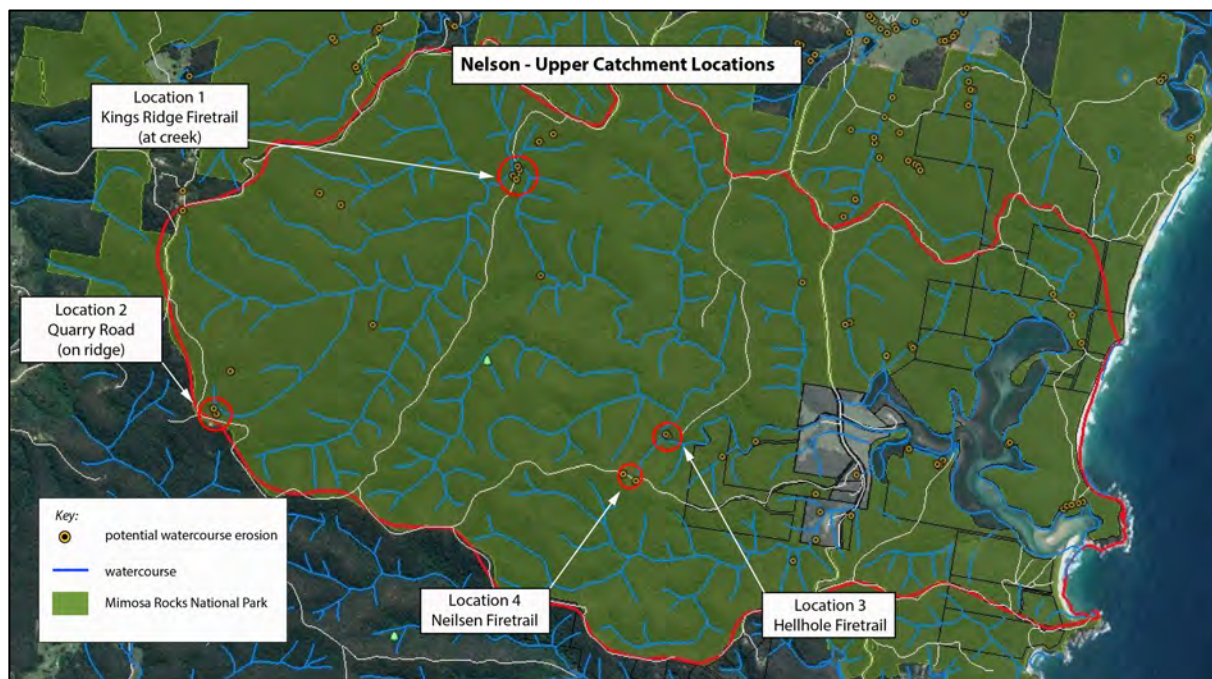 Nelson - Upper Catchment Locations
Location 1
Kings Ridge Firetrail
(at creek)
Location 2
Quarry Road
(on ridge)
Key:
potential watercourse erosion
watercourse
Mimosa Rocks National Park
Location 4
Neilsen Firetrail
Location 3
Hellhole Firetrail